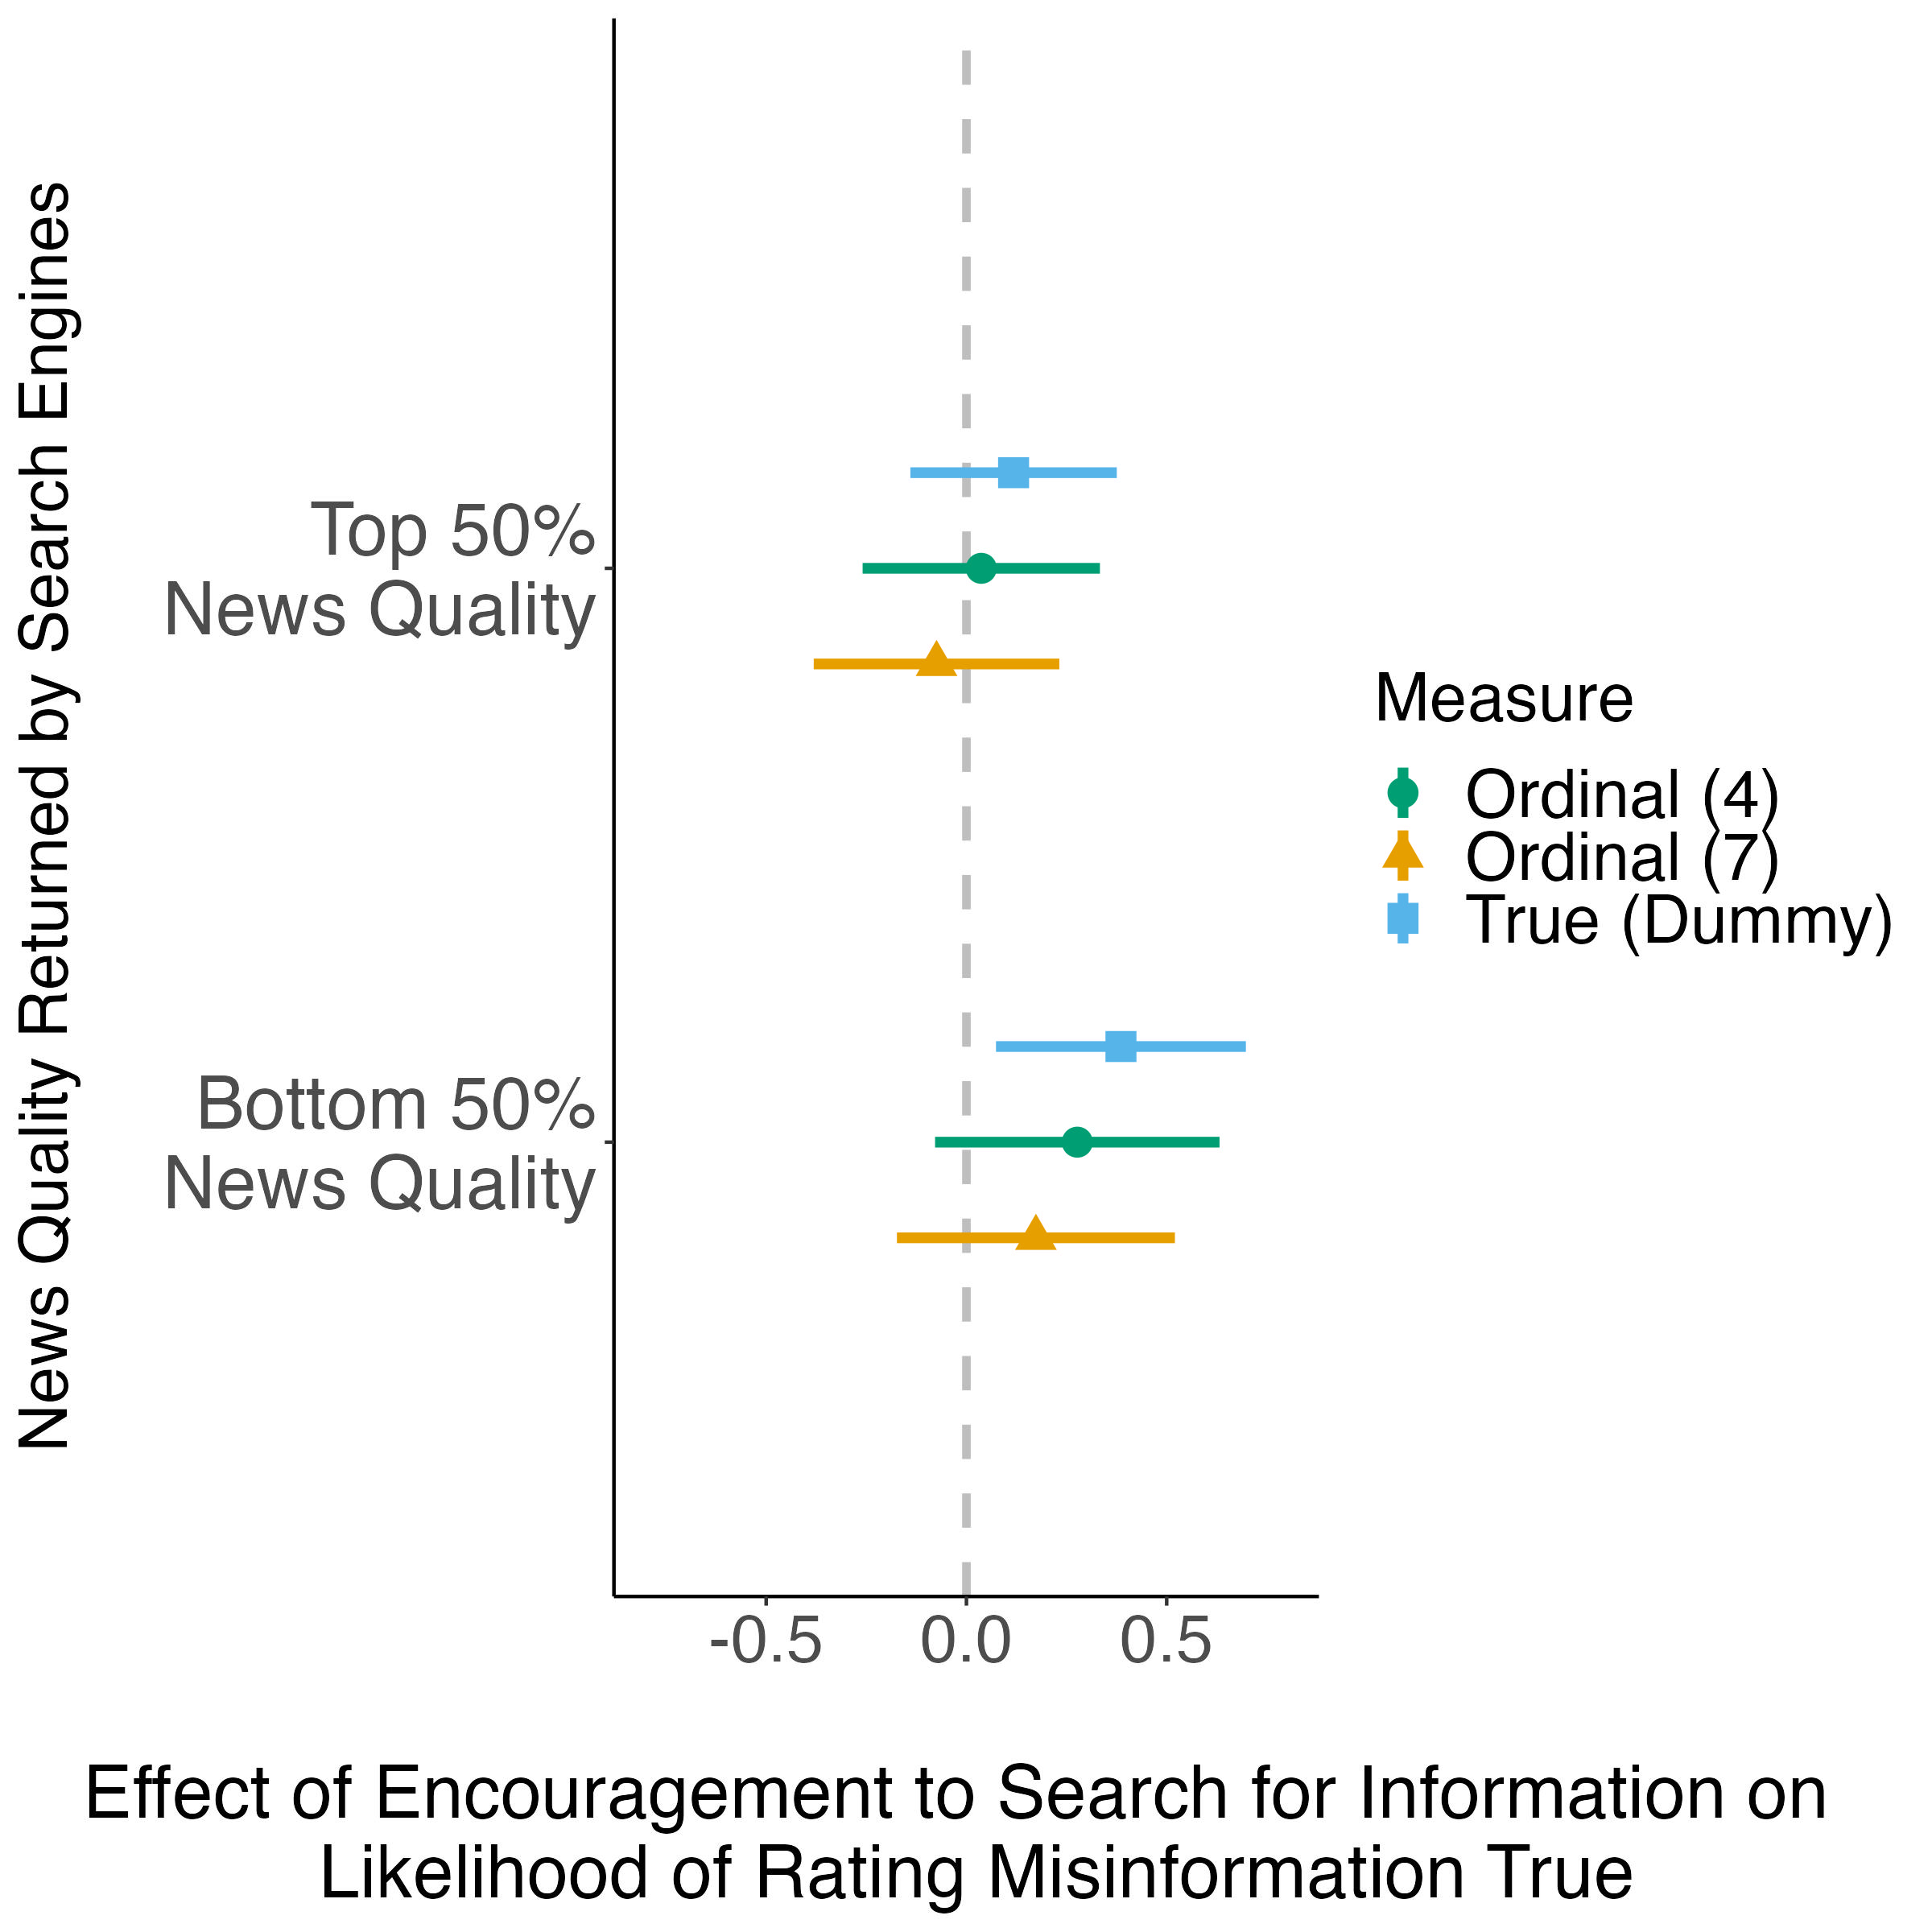 News Quality Returned by Search Engines
Top 50%
News Quality
Bottom 50%
News Quality
-0.5
0.0
0.5
Effect of Encouragement to Search for Information on
Likelihood of Rating Misinformation True
Measure
Ordinal (4)
Ordinal (7)
True (Dummy)